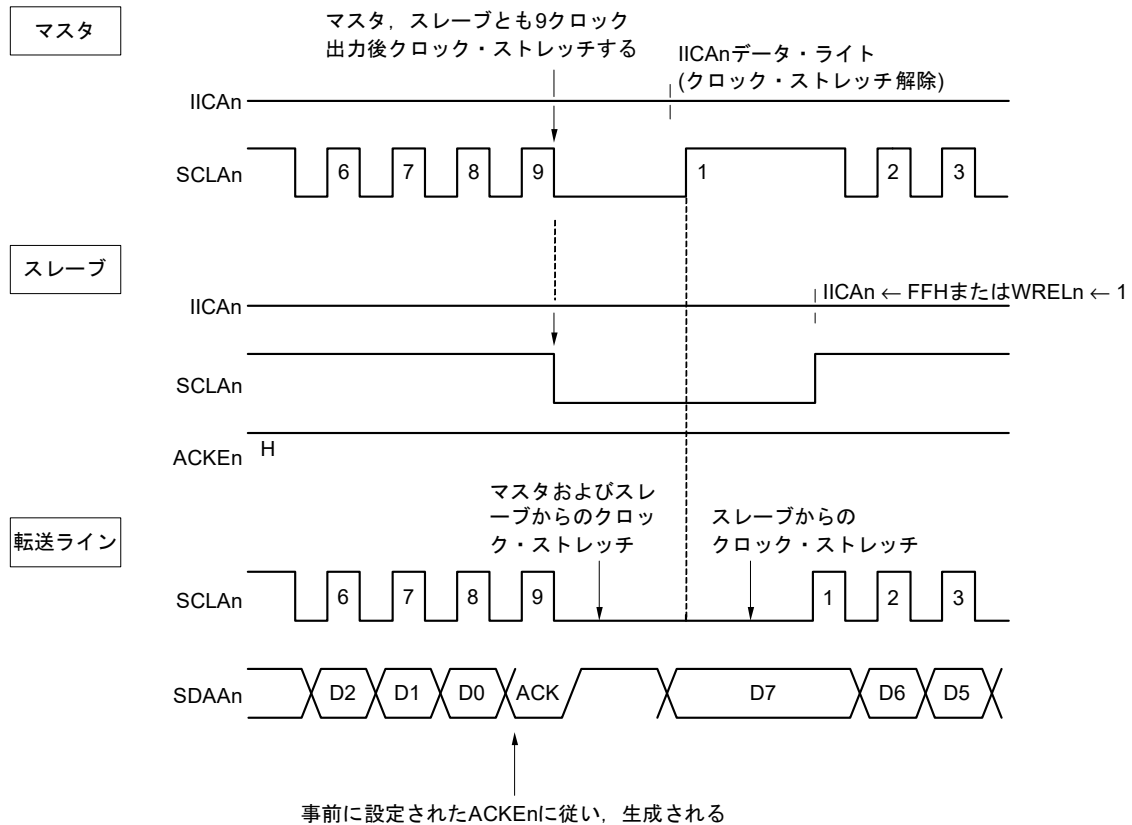 マスタ
マスタ，スレーブとも9クロック
出力後クロック・ストレッチする
IICAnデータ・ライト
(クロック・ストレッチ解除)
IICAn
SCLAn
6 7 8 9 1 2 3
スレーブ
IICAn
IICAn ← FFHまたはWRELn ← 1
SCLAn
ACKEn
H
転送ライン
マスタおよびスレ
ーブからのクロッ
ク・ストレッチ
スレーブからの
クロック・ストレッチ
SCLAn
6 7 8 9 1 2 3
SDAAn
D2 D1 D0 ACK D7 D6 D5
事前に設定されたACKEnに従い，生成される